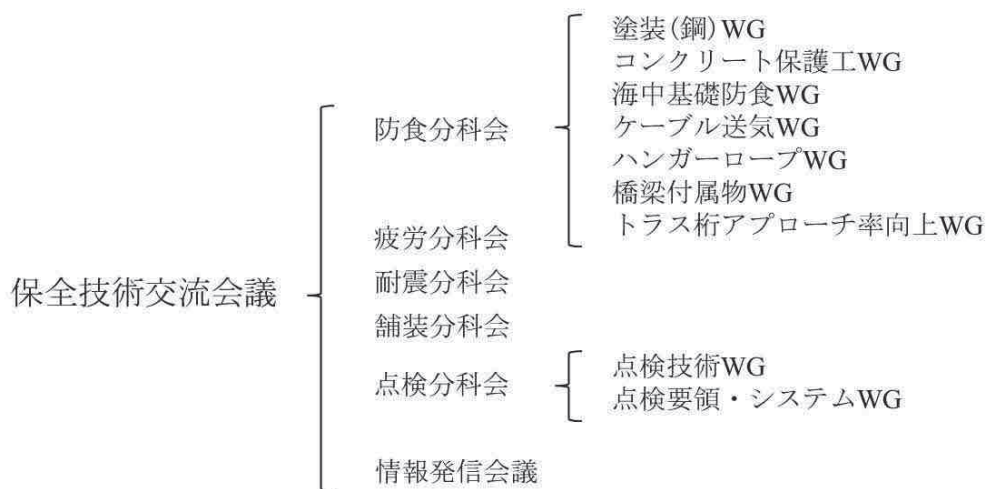 保全技術交流会議
防食分科会
塗装(鋼)WG
コンクリート保護工WG
海中基礎防食WG
ケーブル送気WG
ハンガーロープWG
橋梁付属物WG
トラス桁アプローチ率向上WG
疲労分科会
耐震分科会
舗装分科会
点検分科会
点検技術WG
点検要領・システムWG
情報発信会議